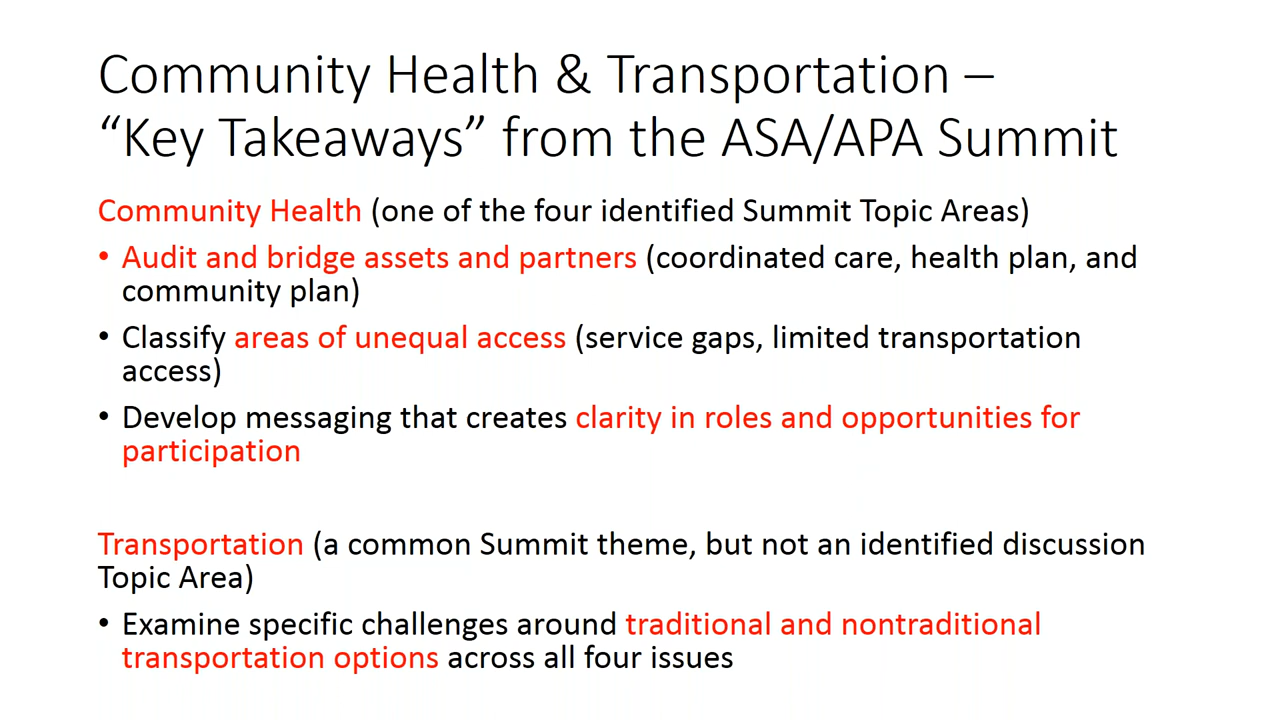 Community Health & Transportation –
“Key Takeaways” from the ASA/APA Summit
Community Health (one of the four identified Summit Topic Areas)
• Audit and bridge assets and partners (coordinated care, health plan, and
community plan)
• Classify areas of unequal access (service gaps, limited transportation
access)
• Develop messaging that creates clarity in roles and opportunities for
participation
Transportation (a common Summit theme, but not an identified discussion
Topic Area)
• Examine specific challenges around traditional and nontraditional
transportation options across all four issues